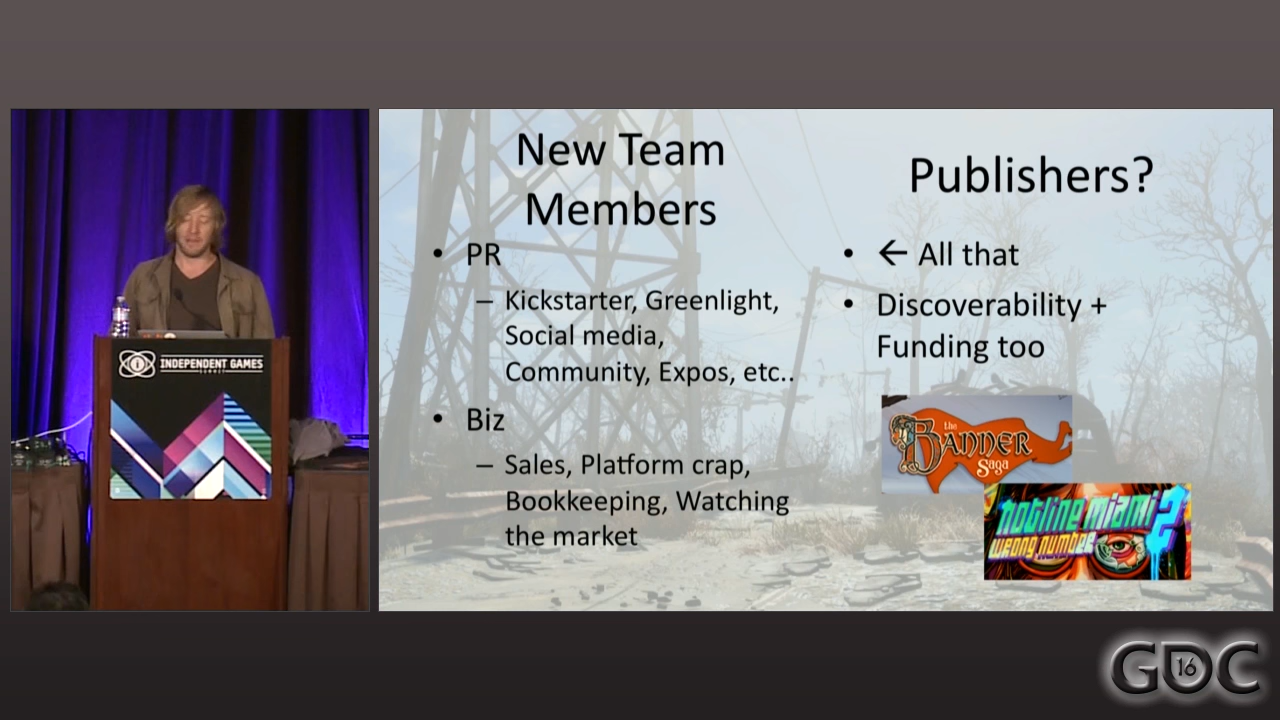 New Team
Members
• PR
– Kickstarter, Greenlight,
Social media,
Community, Expos, etc..
• Biz
– Sales, Platform crap,
Bookkeeping, Watching
the market
Publishers?
• ← All that
• Discoverability +
Funding too
the
BANNER
Saga
hotline miami 2
wrong number
INDEPENDENT GAMES
SUMMIT
GDC
16